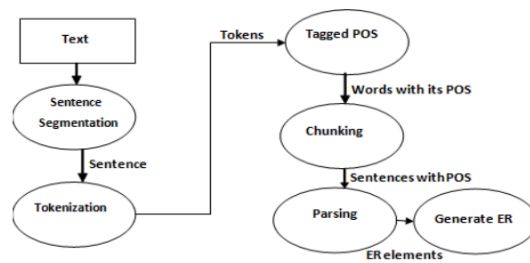 Text
Sentence
Segmentation
Sentence
Tokenization
Tokens
Tagged POS
Words with its POS
Chunking
Sentences with POS
Parsing
Generate ER
ER elements